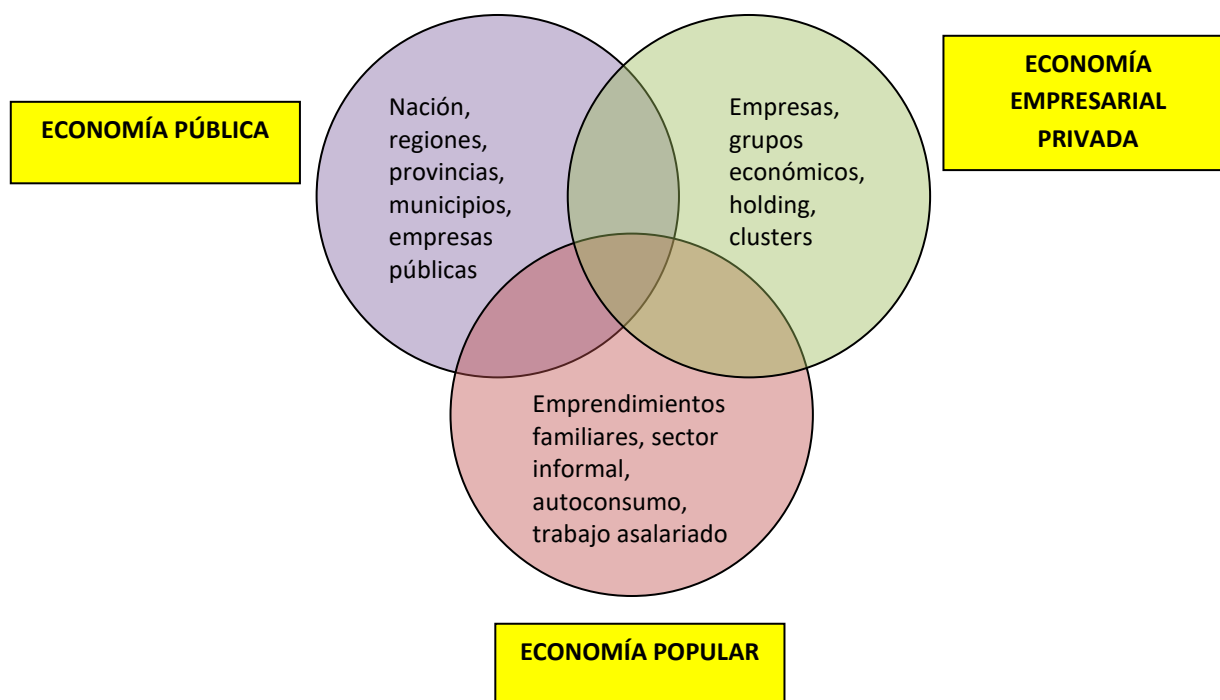 ECONOMÍA PÚBLICA
Nación,
regiones,
provincias,
municipios,
empresas
públicas
Empresas,
grupos
económicos,
holding,
clusters
ECONOMÍA
EMPRESARIAL
PRIVADA
Emprendimientos
familiares, sector
informal,
autoconsumo,
trabajo asalariado
ECONOMÍA POPULAR